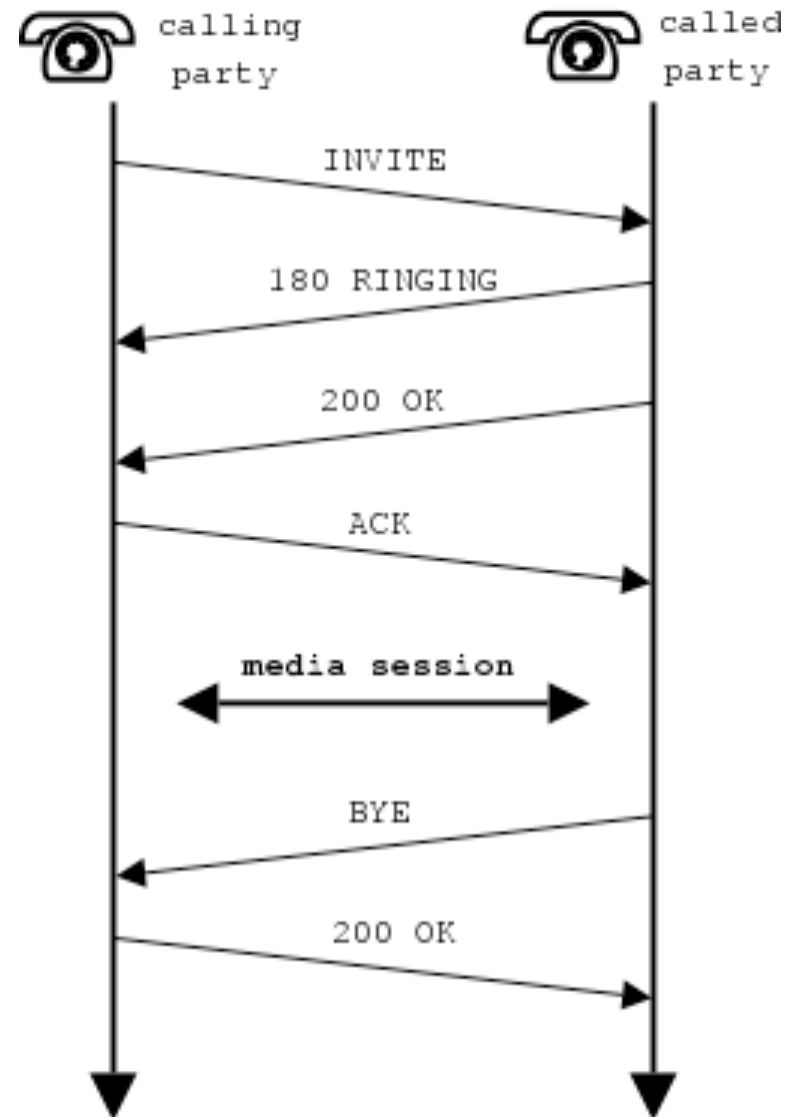 calling
party
called
party
INVITE
180 RINGING
200 OK
ACK
media session
BYE
200 OK